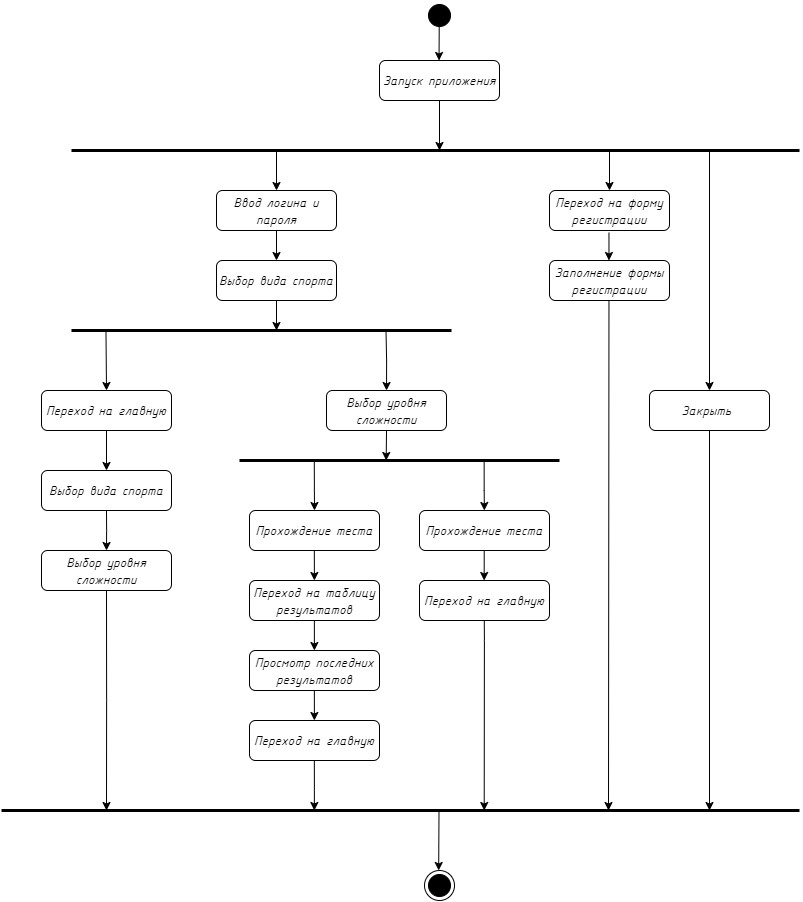 Запуск приложения
Ввод логина и
пароля
Переход на форму
регистрации
Выбор вида спорта
Заполнение формы
регистрации
Переход на главную
Выбор уровня
сложности
Закрыть
Выбор вида спорта
Прохождение теста
Прохождение теста
Выбор уровня
сложности
Переход на таблицу
результатов
Переход на главную
Просмотр последних
результатов
Переход на главную